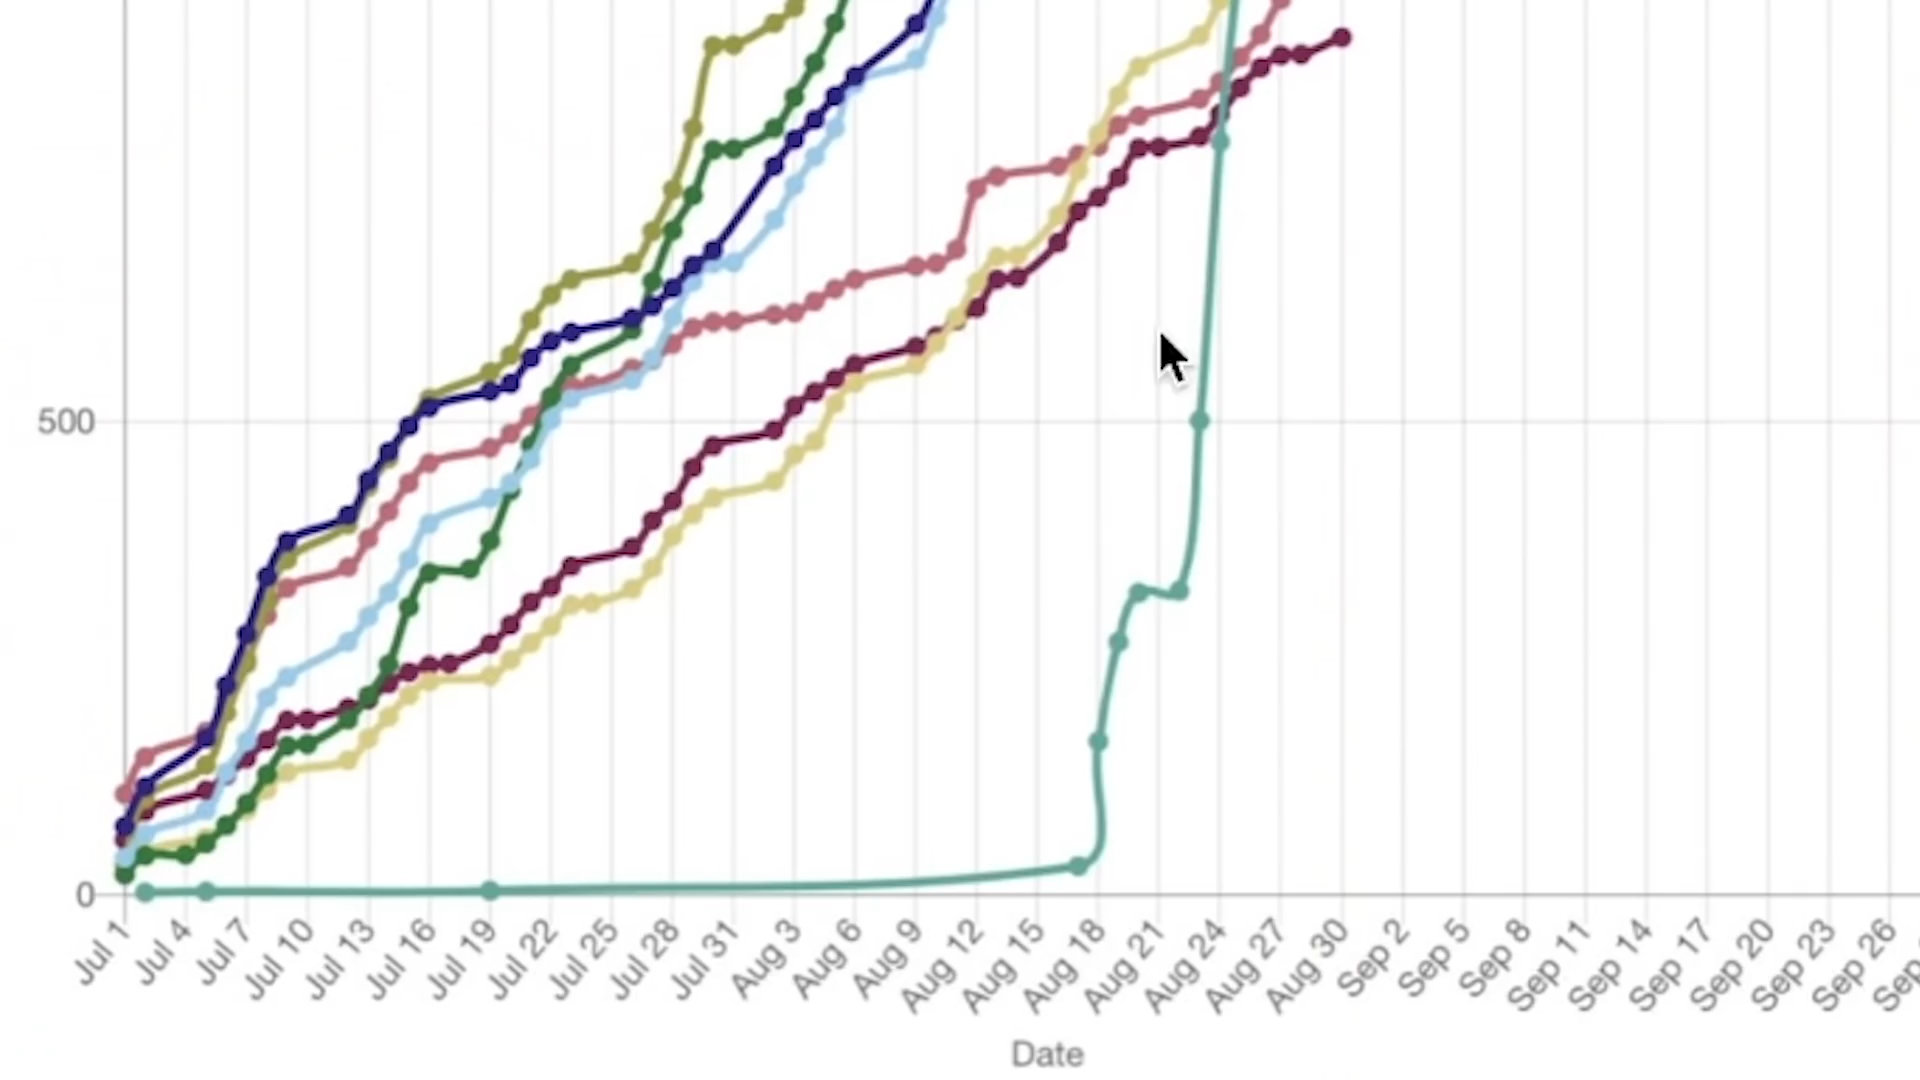 500
0
Jul 1
Jul 4
Jul 7
Jul 10
Jul 13
Jul 16
Jul 19
Jul 22
Jul 25
Jul 28
Jul 31
Aug 3
Aug 6
Aug 9
Aug 12
Aug 15
Aug 18
Aug 21
Aug 24
Aug 27
Aug 30
Sep 2
Sep 5
Sep 8
Sep 11
Sep 14
Sep 17
Sep 20
Sep 23
Sep 26
Sep
Date